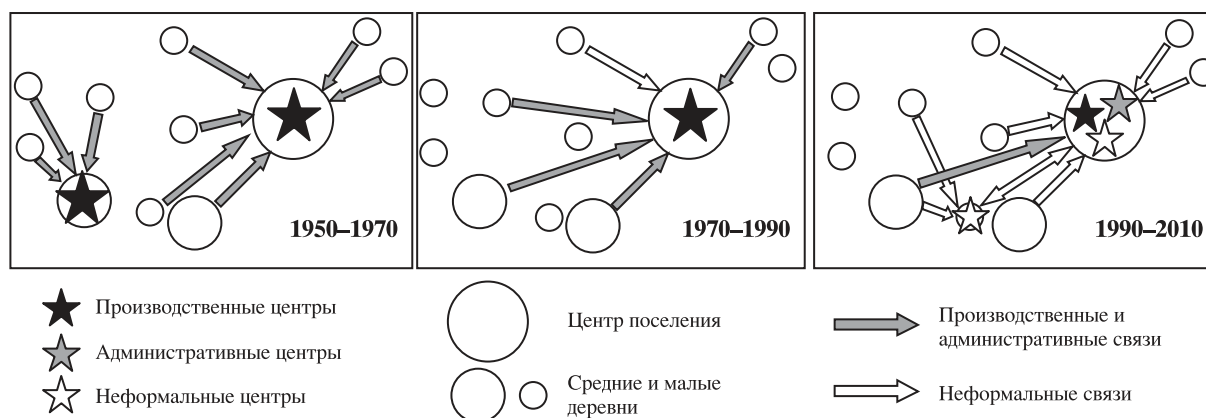 1950–1970
1970–1990
1990–2010
Производственные центры
Административные центры
Неформальные центры
Центр поселения
Средние и малые
деревни
Производственные и
административные связи
Неформальные связи